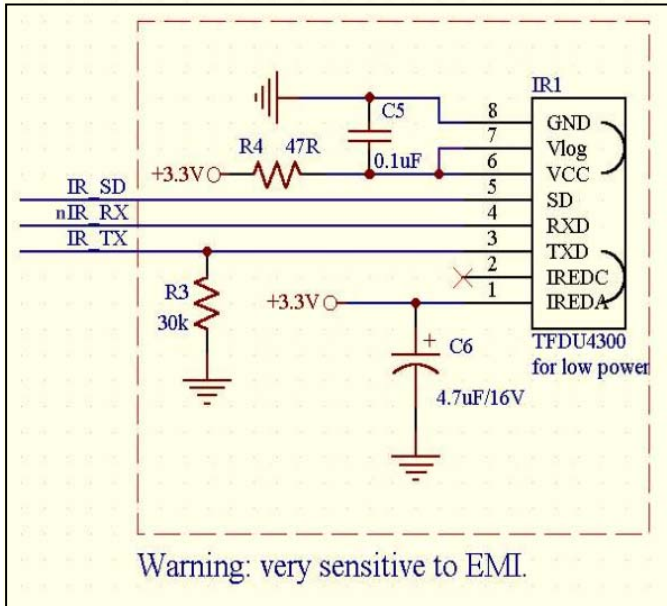 IR1
8 GND
C5
7 Vlog
R4 47R
0.1uF
+3.3V
6 VCC
IR_SD
5 SD
nIR_RX
4 RXD
IR_TX
3 TXD
2 IREDC
R3
+3.3V
1 IREDA
30k
+ C6
TFDU4300
for low power
4.7uF/16V
Warning: very sensitive to EMI.